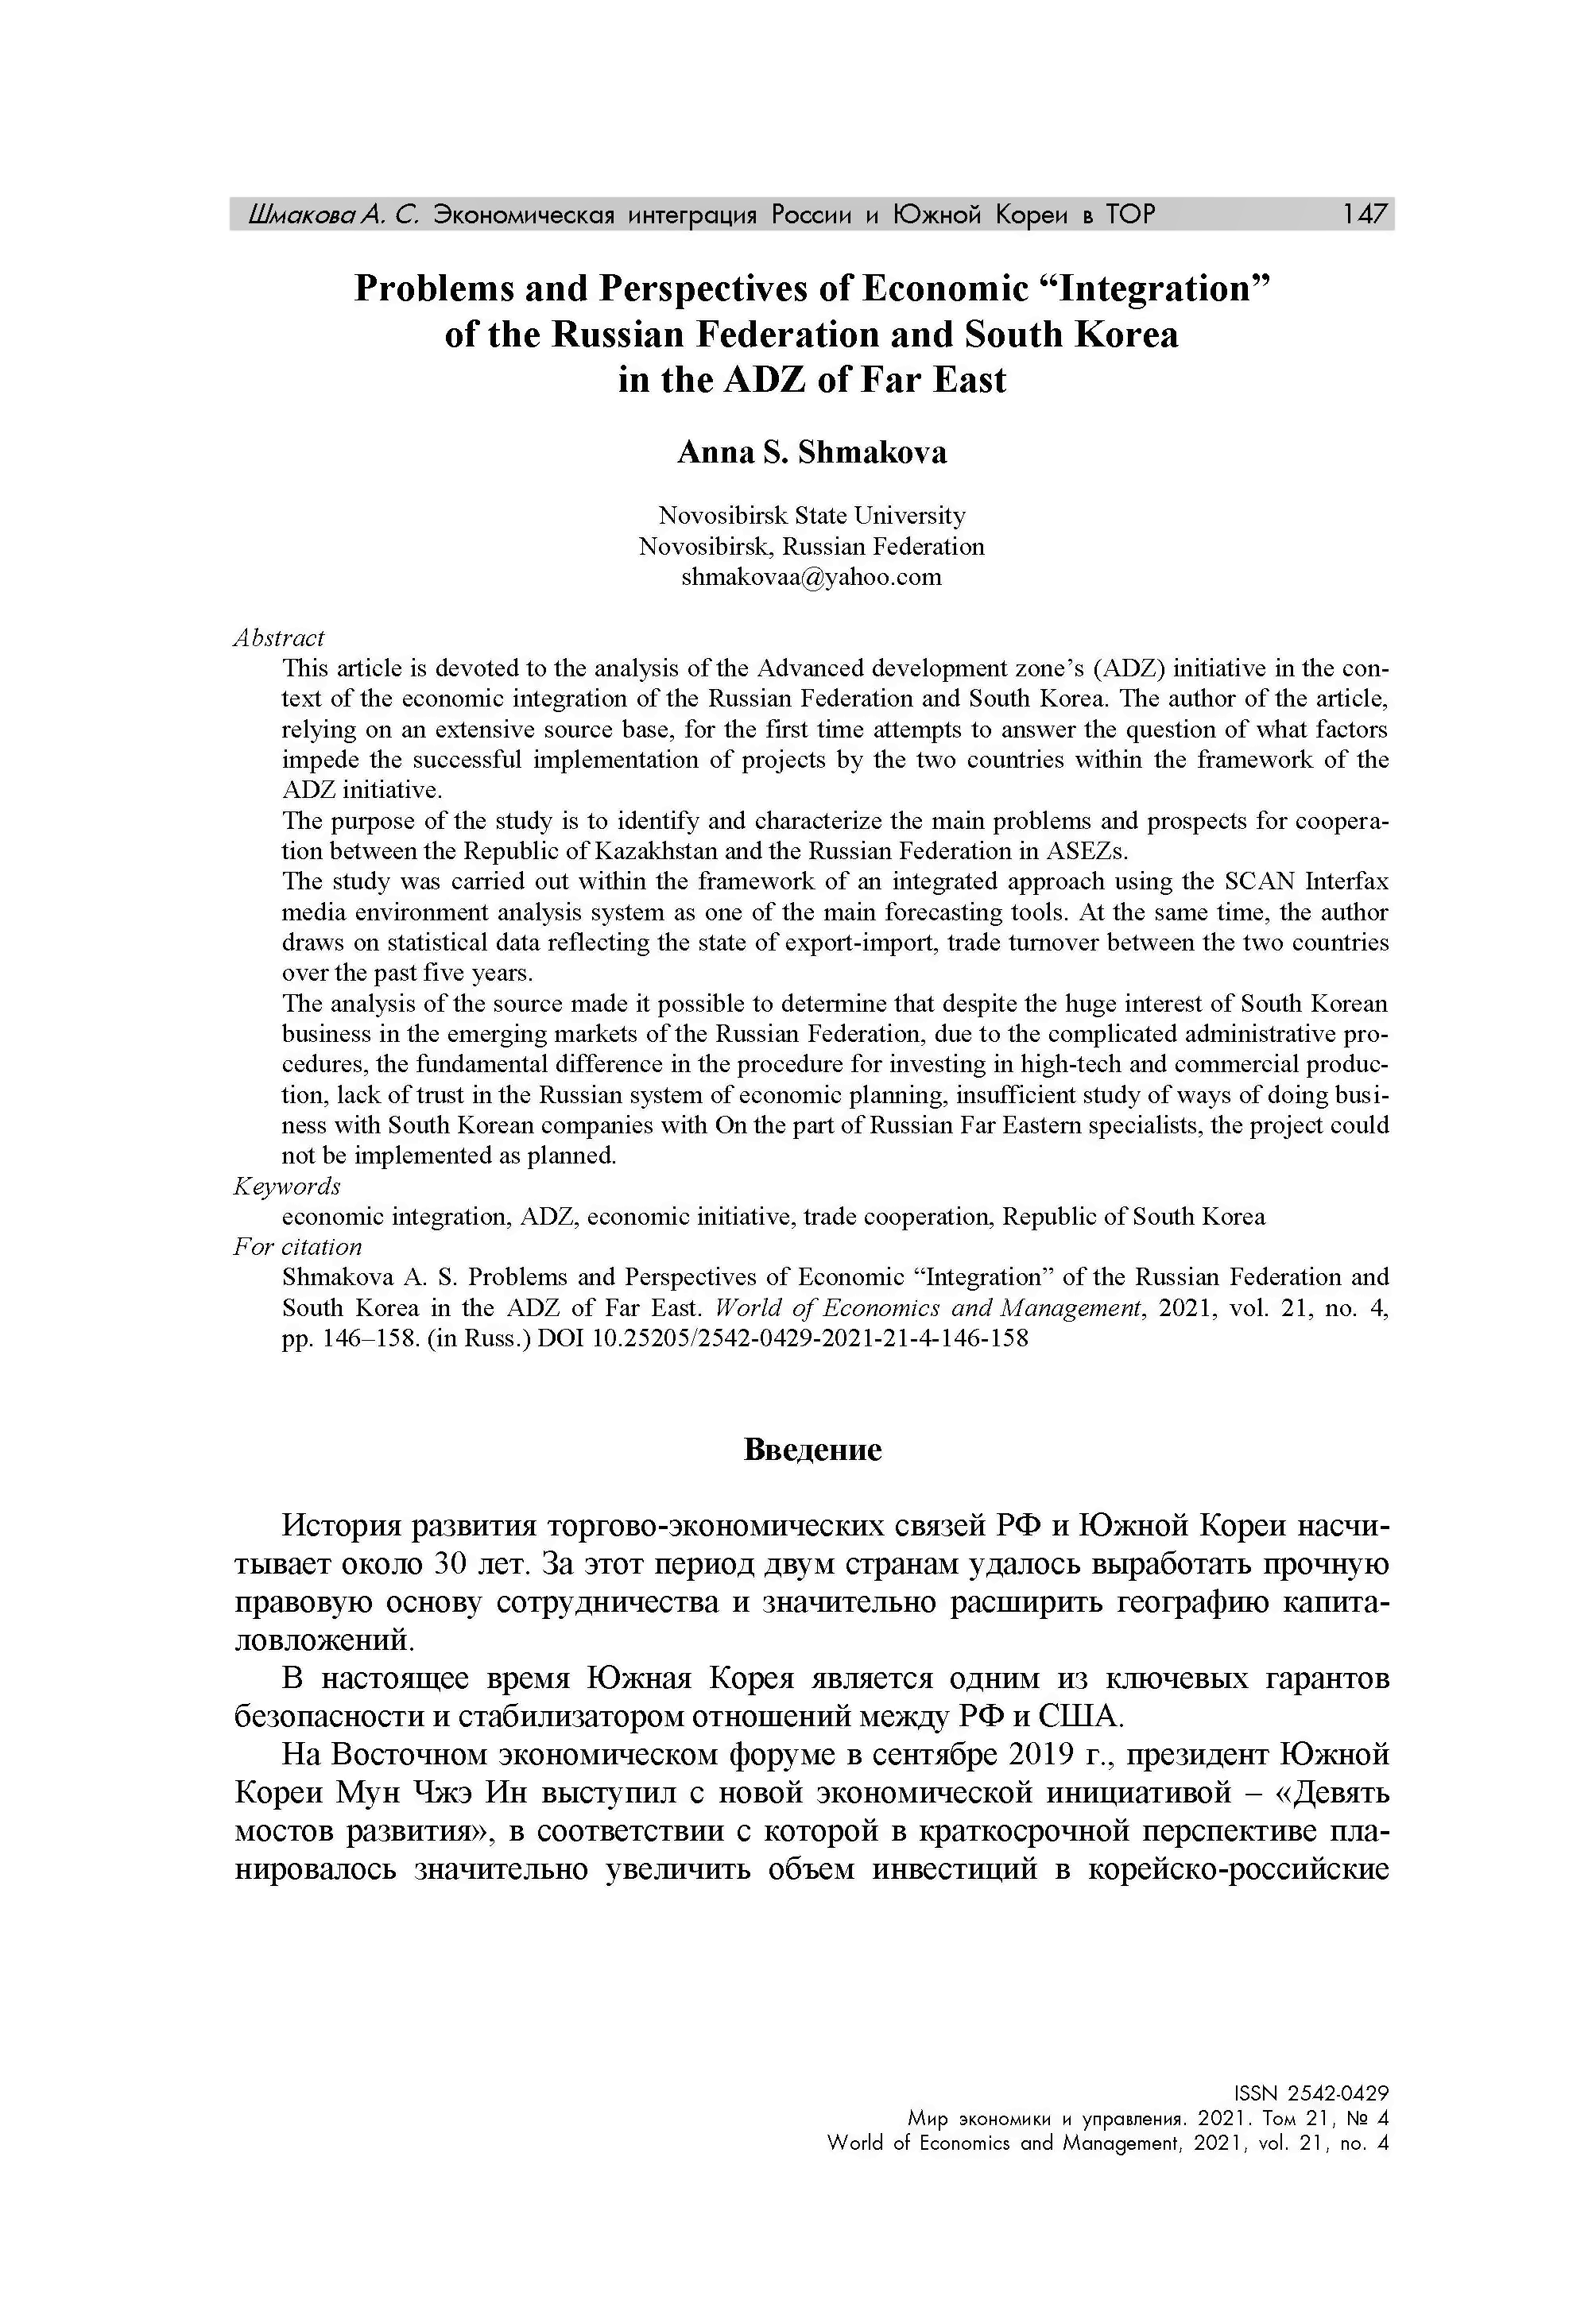 Шмакова А. С. Экономическая интеграция России и Южной Кореи в ТОР 147
Problems and Perspectives of Economic “Integration”
of the Russian Federation and South Korea
in the ADZ of Far East
Anna S. Shmakova
Novosibirsk State University
Novosibirsk, Russian Federation
shmakovaa@yahoo.com
Abstract
This article is devoted to the analysis of the Advanced development zone’s (ADZ) initiative in the con-
text of the economic integration of the Russian Federation and South Korea. The author of the article,
relying on an extensive source base, for the first time attempts to answer the question of what factors
impede the successful implementation of projects by the two countries within the framework of the
ADZ initiative.
The purpose of the study is to identify and characterize the main problems and prospects for coopera-
tion between the Republic of Kazakhstan and the Russian Federation in ASEZs.
The study was carried out within the framework of an integrated approach using the SCAN Interfax
media environment analysis system as one of the main forecasting tools. At the same time, the author
draws on statistical data reflecting the state of export-import, trade turnover between the two countries
over the past five years.
The analysis of the source made it possible to determine that despite the huge interest of South Korean
business in the emerging markets of the Russian Federation, due to the complicated administrative pro-
cedures, the fundamental difference in the procedure for investing in high-tech and commercial produc-
tion, lack of trust in the Russian system of economic planning, insufficient study of ways of doing busi-
ness with South Korean companies with On the part of Russian Far Eastern specialists, the project could
not be implemented as planned.
Keywords
economic integration, ADZ, economic initiative, trade cooperation, Republic of South Korea
For citation
Shmakova A. S. Problems and Perspectives of Economic “Integration” of the Russian Federation and
South Korea in the ADZ of Far East. World of Economics and Management, 2021, vol. 21, no. 4,
pp. 146–158. (in Russ.) DOI 10.25205/2542-0429-2021-21-4-146-158
Введение
История развития торгово-экономических связей РФ и Южной Кореи насчи-
тывает около 30 лет. За этот период двум странам удалось выработать прочную
правовую основу сотрудничества и значительно расширить географию капита-
ловложений.
В настоящее время Южная Корея является одним из ключевых гарантов
безопасности и стабилизатором отношений между РФ и США.
На Восточном экономическом форуме в сентябре 2019 г., президент Южной
Кореи Мун Чжэ Ин выступил с новой экономической инициативой – «Девять
мостов развития», в соответствии с которой в краткосрочной перспективе пла-
нировалось значительно увеличить объем инвестиций в корейско-российские
ISSN 2542-0429
Мир экономики и управления. 2021. Том 21, № 4
World of Economics and Management, 2021, vol. 21, no. 4